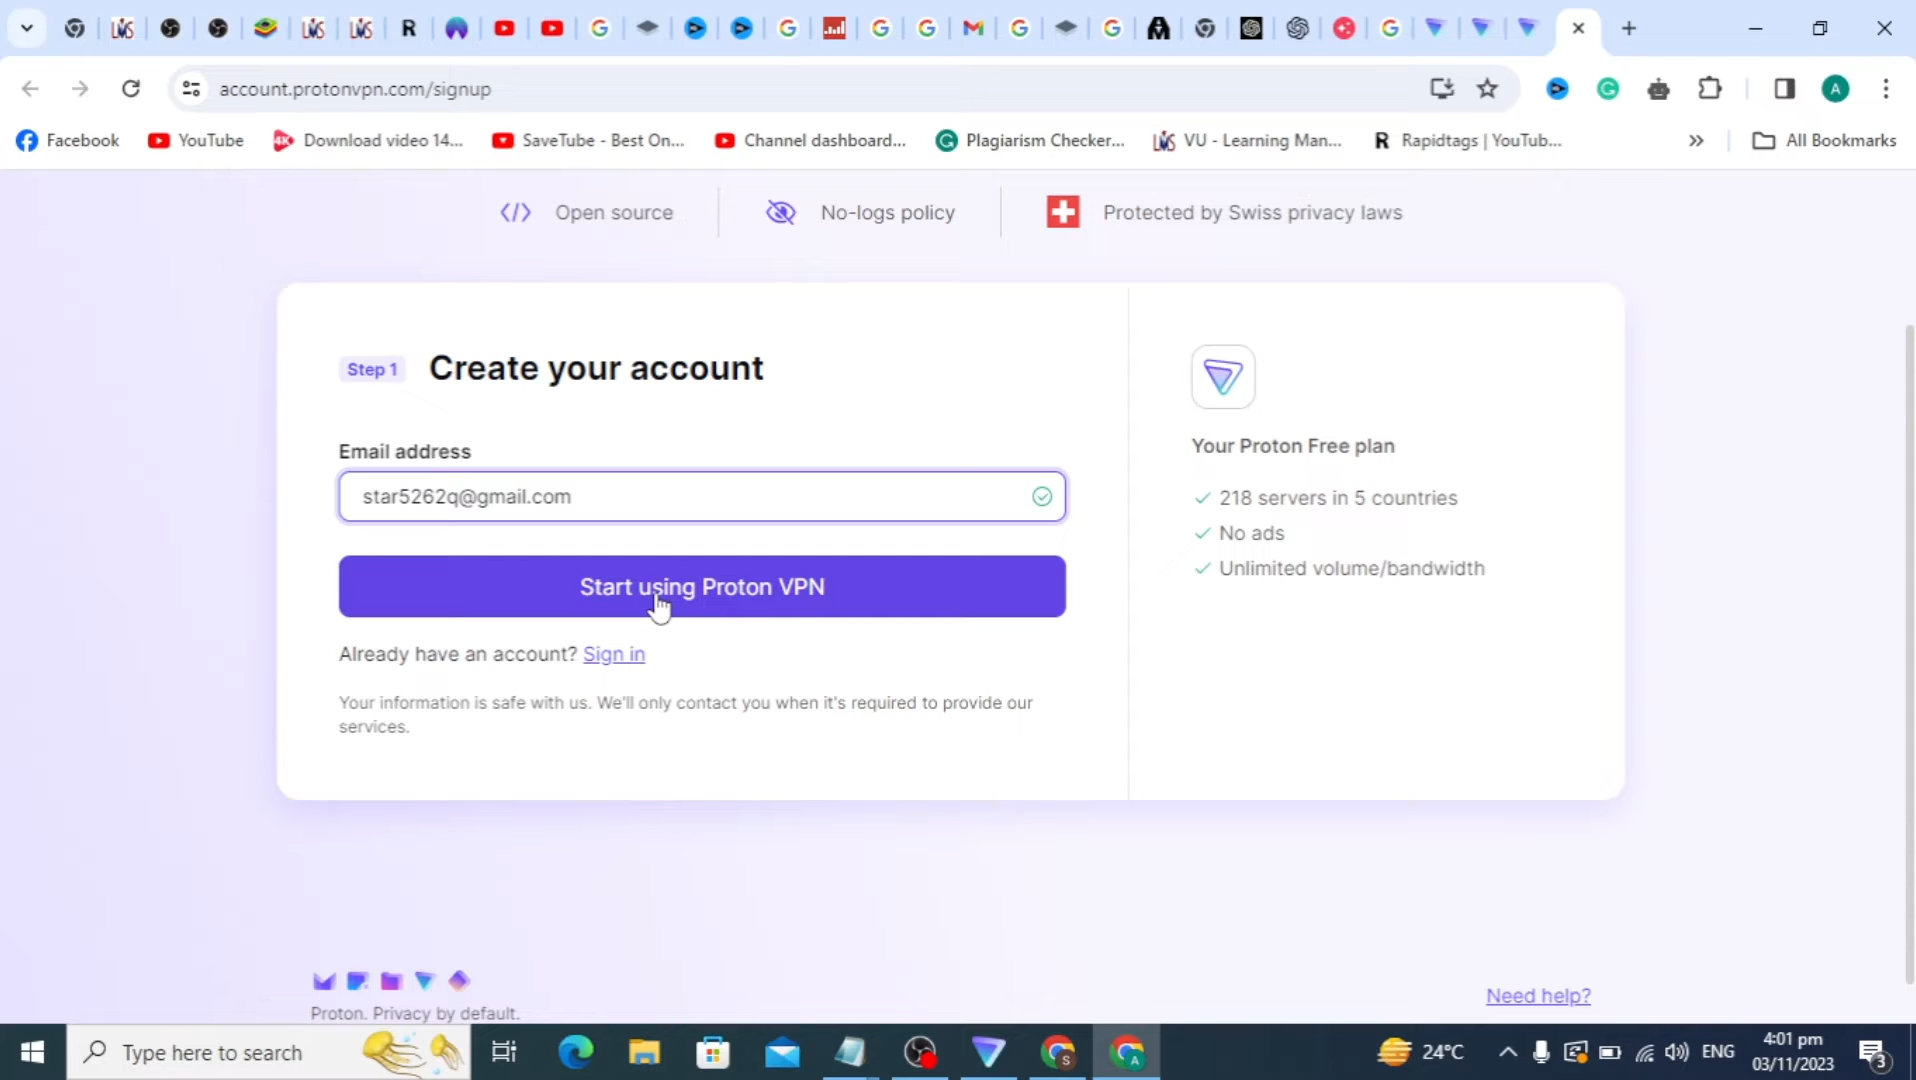 account.protonvpn.com/signup
A
Facebook
YouTube
Download video 14...
SaveTube - Best On...
Channel dashboard...
Plagiarism Checker...
VU - Learning Man...
R Rapidtags | YouTub...
»
All Bookmarks
</> Open source
No-logs policy
Protected by Swiss privacy laws
Step 1 Create your account
Email address
star5262q@gmail.com
Start using Proton VPN
Already have an account? Sign in
Your information is safe with us. We'll only contact you when it's required to provide our
services.
Your Proton Free plan
218 servers in 5 countries
No ads
Unlimited volume/bandwidth
Proton. Privacy by default.
Need help?
Type here to search
24°C
ENG
4:01 pm
03/11/2023
3